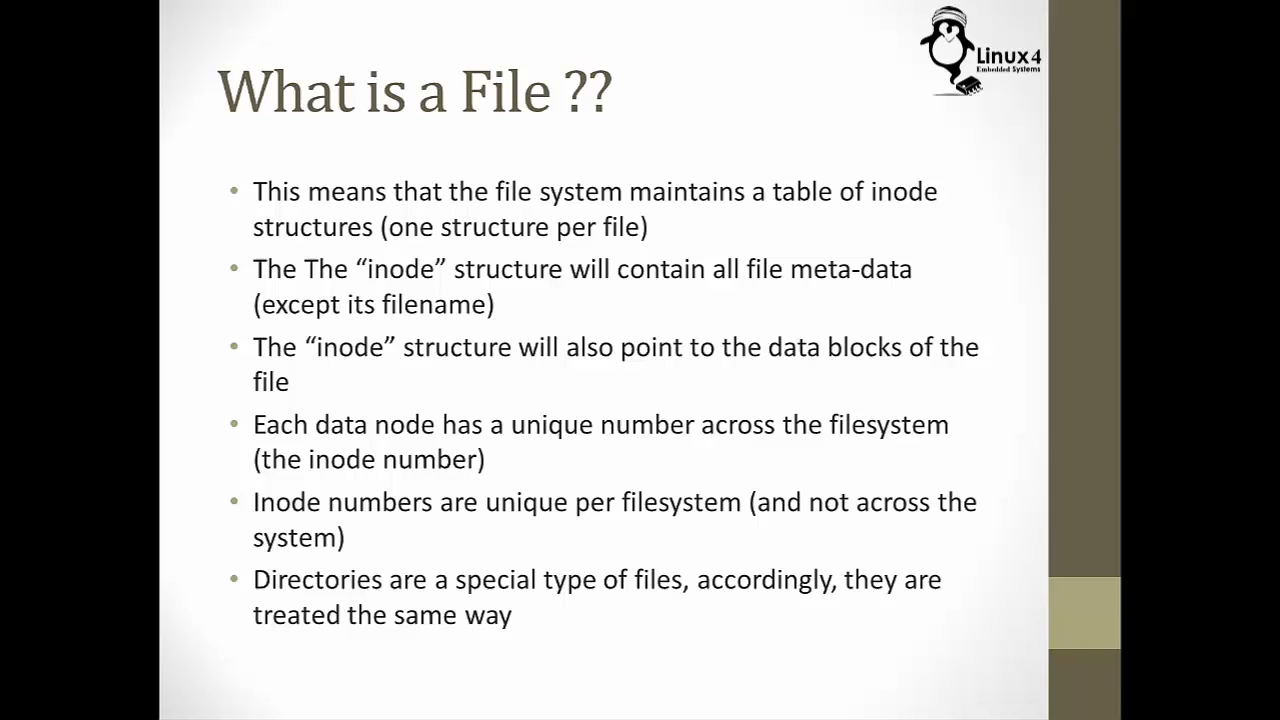 Linux 4
Embedded Systems
What is a File ??
• This means that the file system maintains a table of inode
structures (one structure per file)
• The The “inode” structure will contain all file meta-data
(except its filename)
• The “inode” structure will also point to the data blocks of the
file
• Each data node has a unique number across the filesystem
(the inode number)
• Inode numbers are unique per filesystem (and not across the
system)
• Directories are a special type of files, accordingly, they are
treated the same way